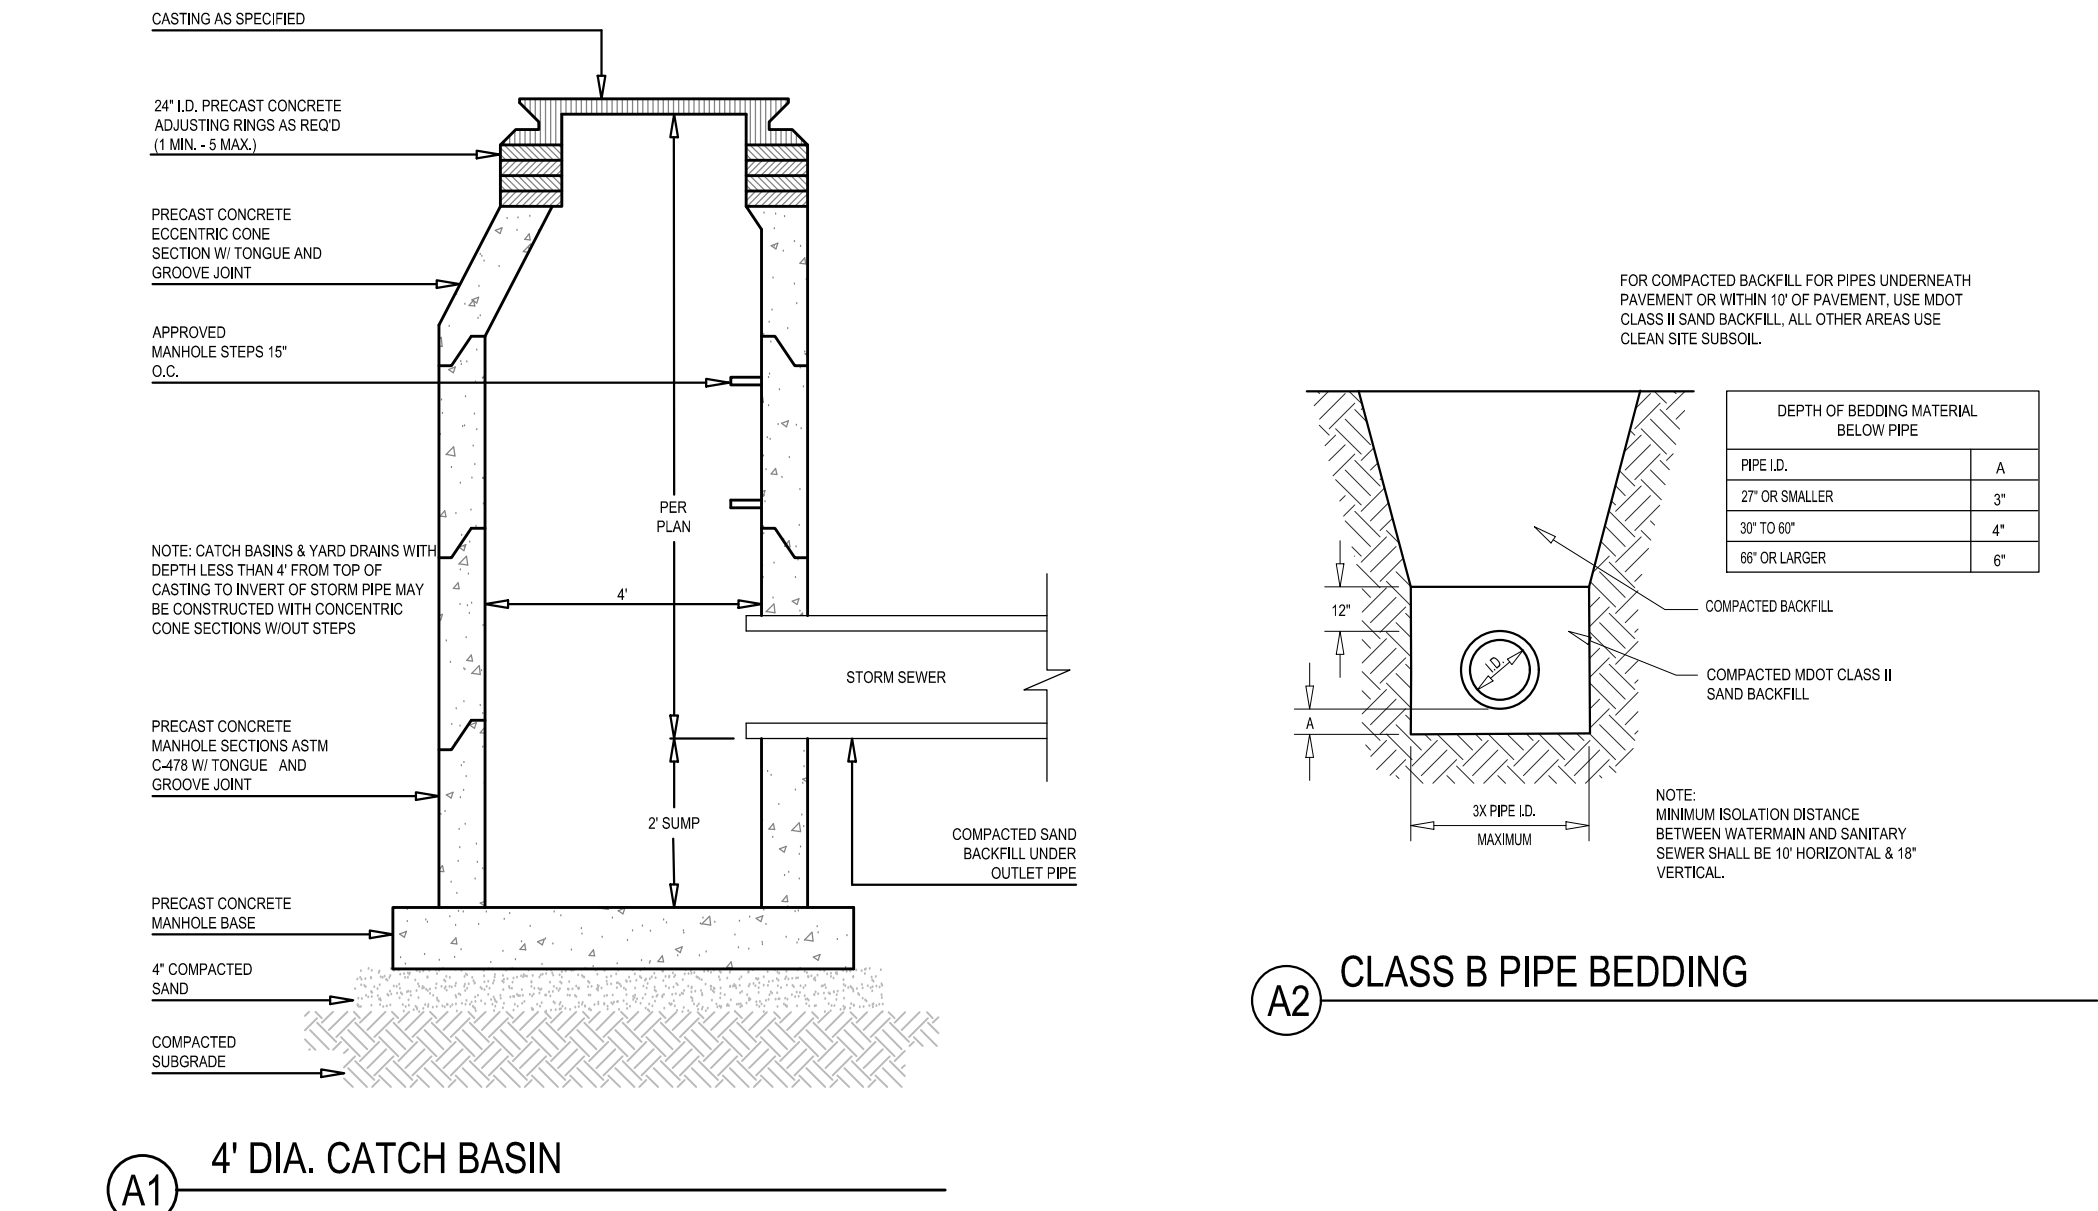 CASTING AS SPECIFIED
24" I.D. PRECAST CONCRETE
ADJUSTING RINGS AS REQ'D
(1 MIN. - 5 MAX.)
PRECAST CONCRETE
ECCENTRIC CONE
SECTION W/ TONGUE AND
GROOVE JOINT
APPROVED
MANHOLE STEPS 15"
O.C.
NOTE: CATCH BASINS & YARD DRAINS WITH
DEPTH LESS THAN 4' FROM TOP OF
CASTING TO INVERT OF STORM PIPE MAY
BE CONSTRUCTED WITH CONCENTRIC
CONE SECTIONS W/OUT STEPS
PRECAST CONCRETE
MANHOLE SECTIONS ASTM
C-478 W/ TONGUE AND
GROOVE JOINT
PRECAST CONCRETE
MANHOLE BASE
4" COMPACTED
SAND
COMPACTED
SUBGRADE
PER
PLAN
4'
STORM SEWER
2' SUMP
COMPACTED SAND
BACKFILL UNDER
OUTLET PIPE
A1
4' DIA. CATCH BASIN
FOR COMPACTED BACKFILL FOR PIPES UNDERNEATH
PAVEMENT OR WITHIN 10' OF PAVEMENT, USE MDOT
CLASS II SAND BACKFILL, ALL OTHER AREAS USE
CLEAN SITE SUBSOIL.
DEPTH OF BEDDING MATERIAL
BELOW PIPE
PIPE I.D. A
27" OR SMALLER 3"
30" TO 60" 4"
66" OR LARGER 6"
12"
I.D.
A
COMPACTED BACKFILL
COMPACTED MDOT CLASS II
SAND BACKFILL
3X PIPE I.D.
MAXIMUM
NOTE:
MINIMUM ISOLATION DISTANCE
BETWEEN WATERMAIN AND SANITARY
SEWER SHALL BE 10' HORIZONTAL & 18"
VERTICAL.
A2
CLASS B PIPE BEDDING